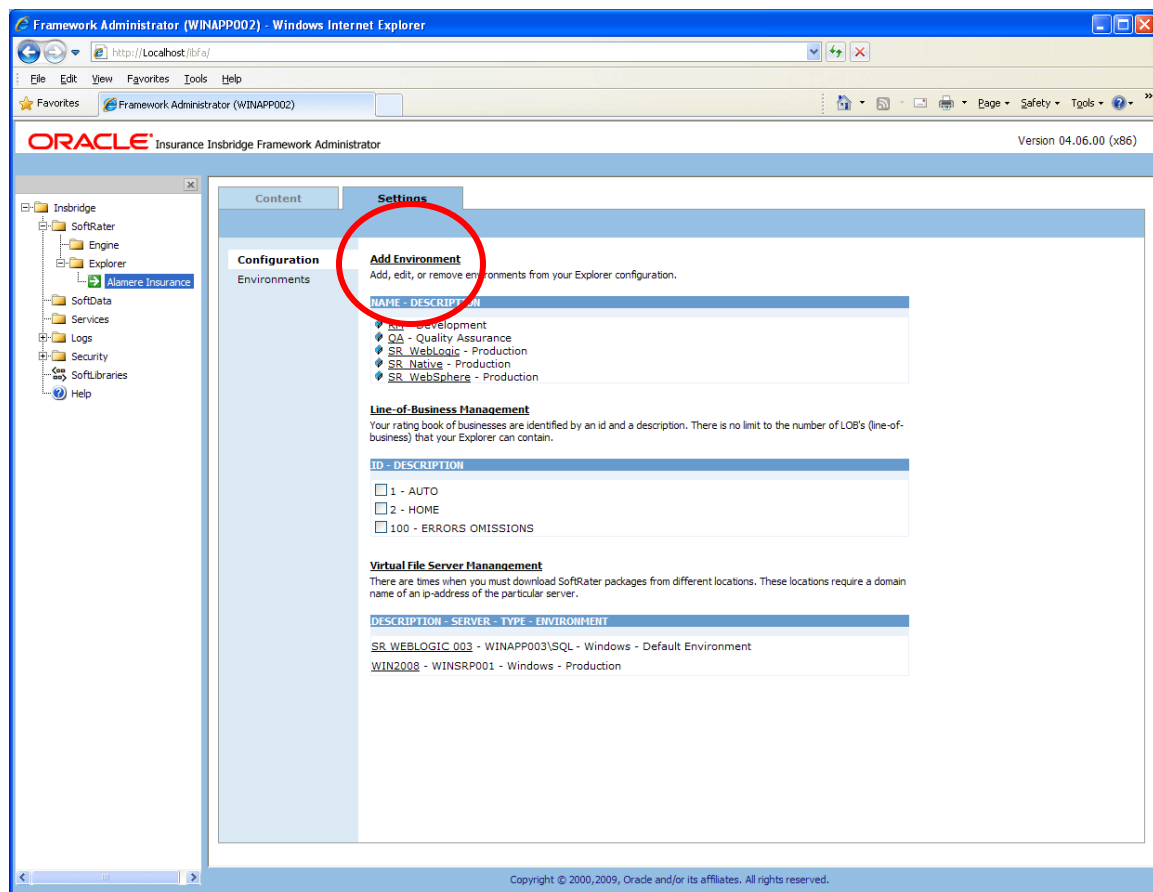 Framework Administrator (WINAPP002) - Windows Internet Explorer
http://Localhost/ibfa/
File Edit View Favorites Tools Help
Favorites Framework Administrator (WINAPP002) Page Safety Tools »
ORACLE Insurance Insbridge Framework Administrator Version 04.06.00 (x86)
Insbridge
SoftRater
Engine
Explorer
Alamere Insurance
SoftData
Services
Logs
Security
SoftLibraries
Help
Content Settings
Configuration
Environments
Add Environment
Add, edit, or remove environments from your Explorer configuration.
NAME - DESCRIPTION
RM - Development
QA - Quality Assurance
SR_WebLogic - Production
SR_Native - Production
SR_WebSphere - Production
Line-of-Business Management
Your rating book of businesses are identified by an id and a description. There is no limit to the number of LOB's (line-of-
business) that your Explorer can contain.
ID - DESCRIPTION
1 - AUTO
2 - HOME
100 - ERRORS OMISSIONS
Virtual File Server Manangement
There are times when you must download SoftRater packages from different locations. These locations require a domain
name of an ip-address of the particular server.
DESCRIPTION - SERVER - TYPE - ENVIRONMENT
SR WEBLOGIC 003 - WINAPP003\SQL - Windows - Default Environment
WIN2008 - WINSRP001 - Windows - Production
Copyright © 2000,2009, Oracle and/or its affiliates. All rights reserved.